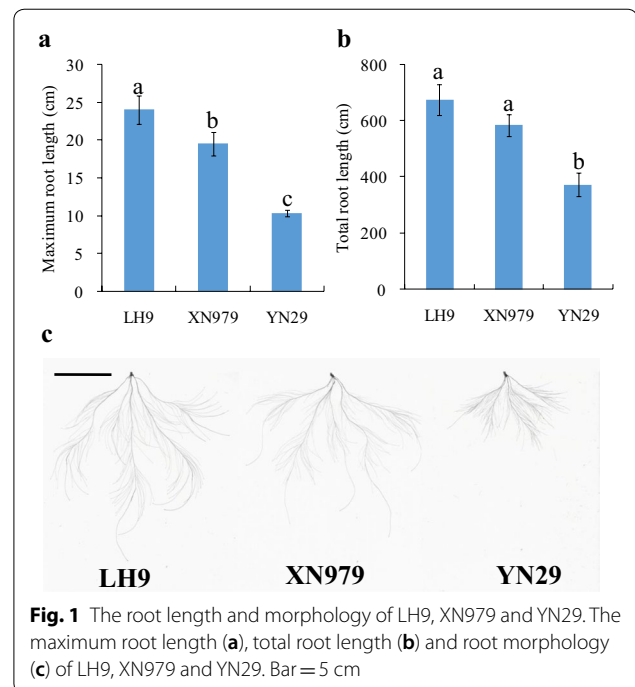 a
Maximum root length (cm)
30
25
20
15
10
5
0
a
b
c
LH9 XN979 YN29
b
Total root length (cm)
800
600
400
200
0
a
a
b
LH9 XN979 YN29
c
LH9 XN979 YN29
Fig. 1 The root length and morphology of LH9, XN979 and YN29. The
maximum root length (a), total root length (b) and root morphology
(c) of LH9, XN979 and YN29. Bar = 5 cm